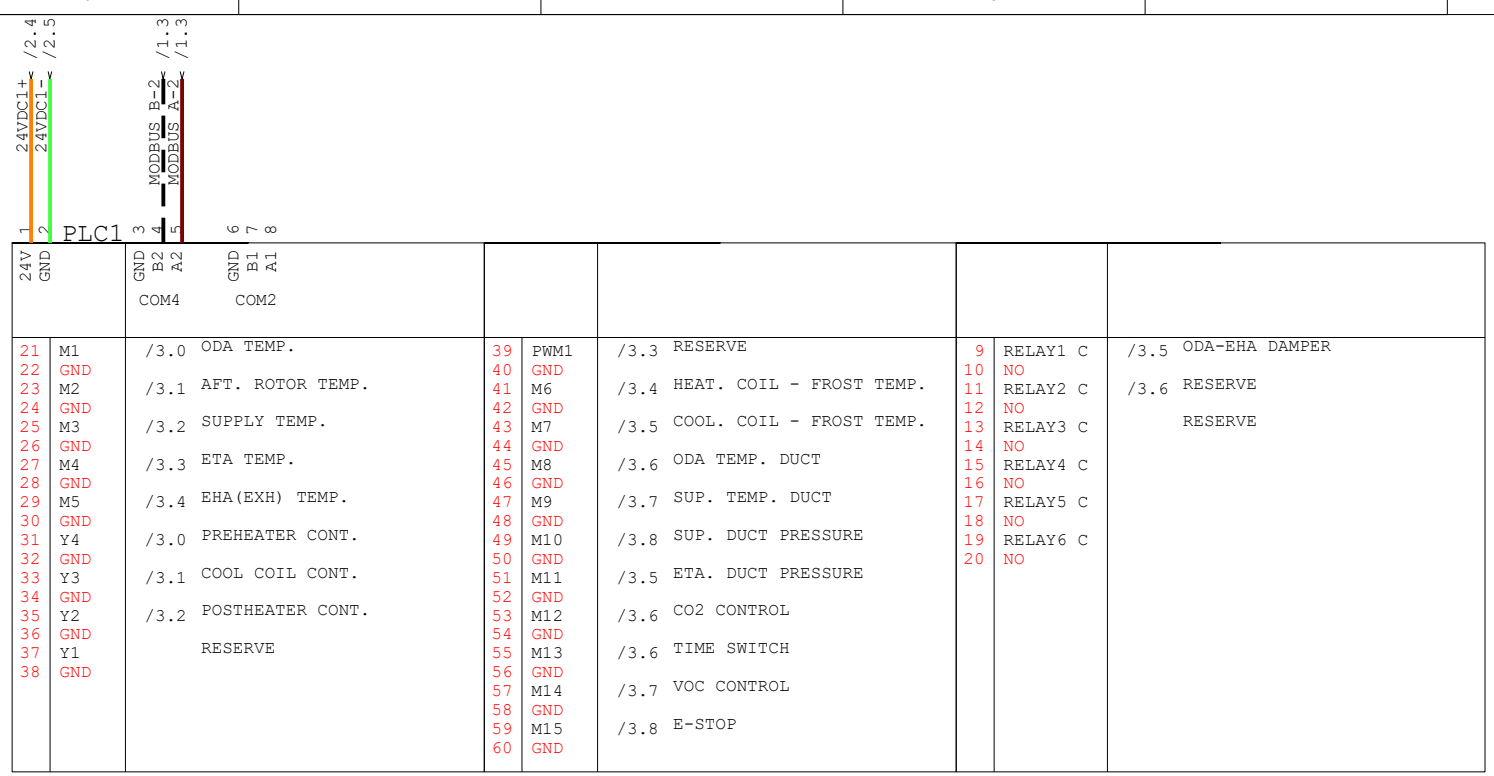 /2.4
/2.5
/1.3
/1.3
24VDC1+
24VDC1-
MODBUS B-2
MODBUS A-2
1 2 PLC1 3 4 5 6 7 8
24V GND GND B2 A2 GND B1 A1
COM4 COM2
21 M1 /3.0 ODA TEMP.
22 GND
23 M2 /3.1 AFT. ROTOR TEMP.
24 GND
25 M3 /3.2 SUPPLY TEMP.
26 GND
27 M4 /3.3 ETA TEMP.
28 GND
29 M5 /3.4 EHA(EXH) TEMP.
30 GND
31 Y4 /3.0 PREHEATER CONT.
32 GND
33 Y3 /3.1 COOL COIL CONT.
34 GND
35 Y2 /3.2 POSTHEATER CONT.
36 GND
37 Y1 RESERVE
38 GND
39 PWM1 /3.3 RESERVE
40 GND
41 M6 /3.4 HEAT. COIL - FROST TEMP.
42 GND
43 M7 /3.5 COOL. COIL - FROST TEMP.
44 GND
45 M8 /3.6 ODA TEMP. DUCT
46 GND
47 M9 /3.7 SUP. TEMP. DUCT
48 GND
49 M10 /3.8 SUP. DUCT PRESSURE
50 GND
51 M11 /3.5 ETA. DUCT PRESSURE
52 GND
53 M12 /3.6 CO2 CONTROL
54 GND
55 M13 /3.6 TIME SWITCH
56 GND
57 M14 /3.7 VOC CONTROL
58 GND
59 M15 /3.8 E-STOP
60 GND
9 RELAY1 C /3.5 ODA-EHA DAMPER
10 NO
11 RELAY2 C /3.6 RESERVE
12 NO
13 RELAY3 C RESERVE
14 NO
15 RELAY4 C
16 NO
17 RELAY5 C
18 NO
19 RELAY6 C
20 NO